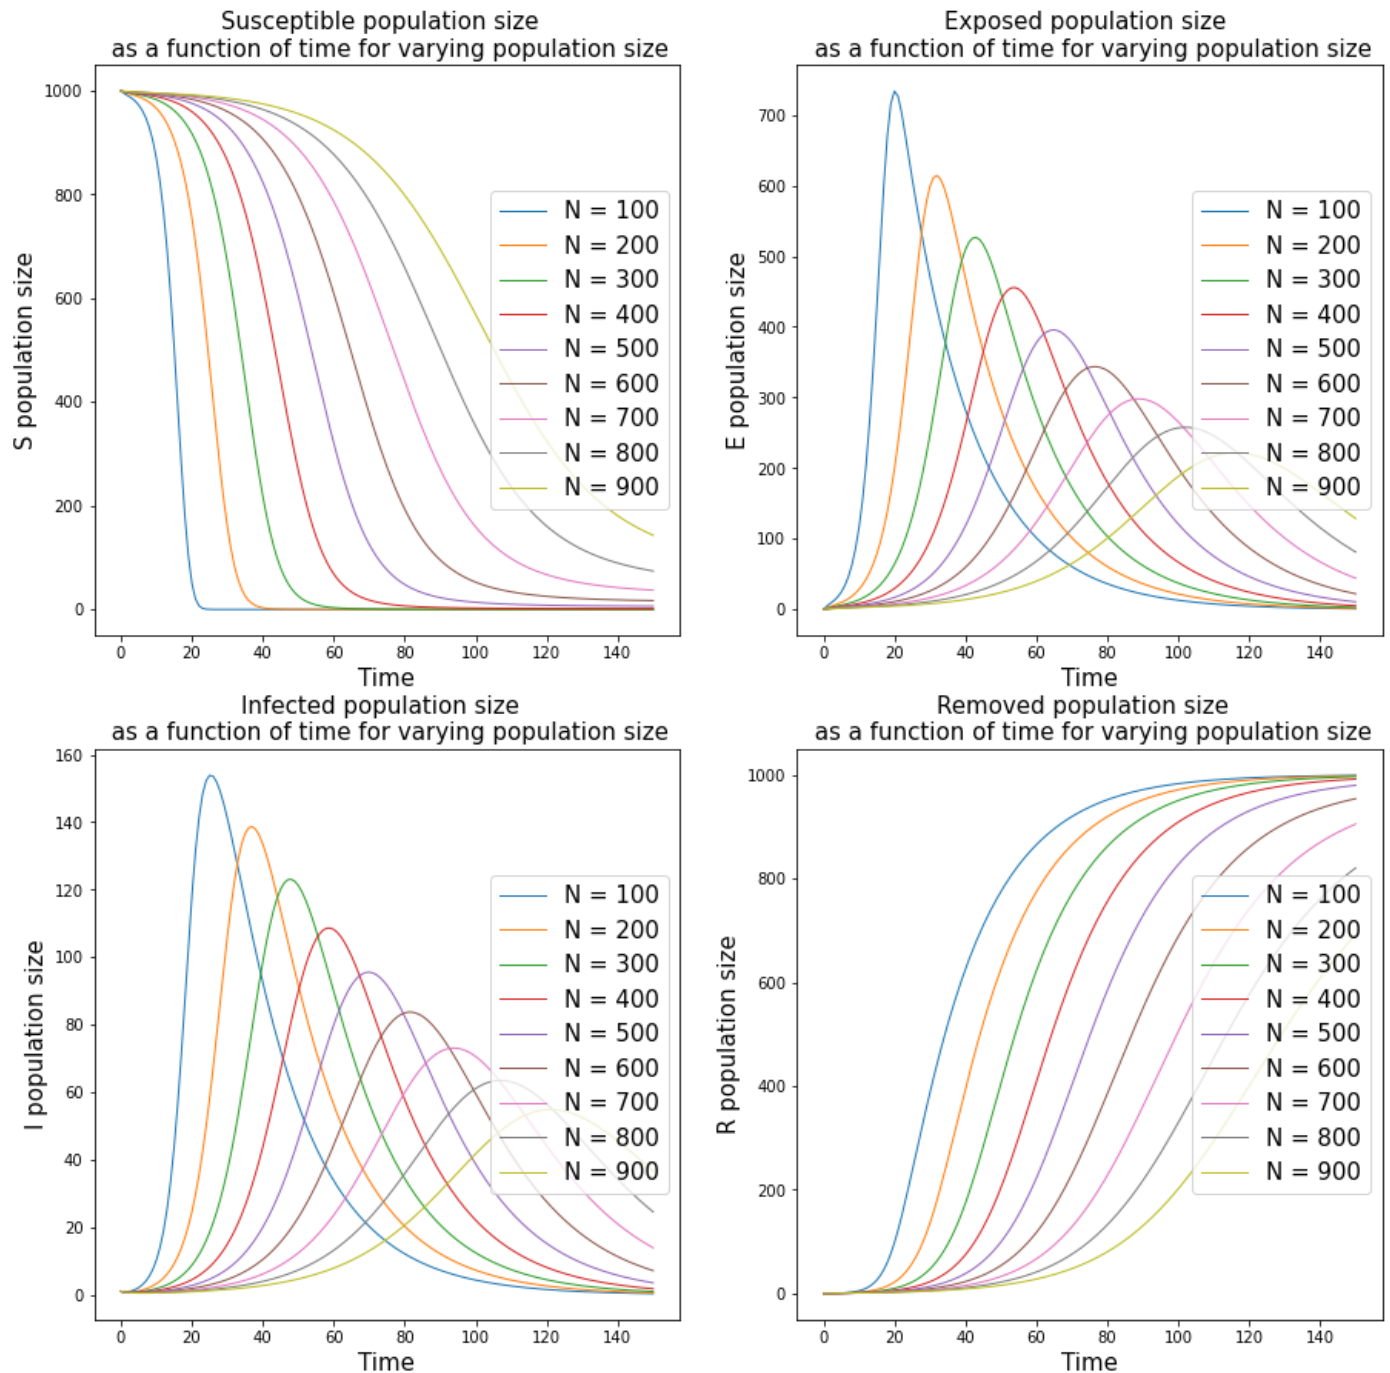 Susceptible population size
as a function of time for varying population size
S population size
1000
800
600
400
200
0
0 20 40 60 80 100 120 140
Time
N = 100
N = 200
N = 300
N = 400
N = 500
N = 600
N = 700
N = 800
N = 900
Exposed population size
as a function of time for varying population size
E population size
700
600
500
400
300
200
100
0
0 20 40 60 80 100 120 140
Time
N = 100
N = 200
N = 300
N = 400
N = 500
N = 600
N = 700
N = 800
N = 900
Infected population size
as a function of time for varying population size
I population size
160
140
120
100
80
60
40
20
0
0 20 40 60 80 100 120 140
Time
N = 100
N = 200
N = 300
N = 400
N = 500
N = 600
N = 700
N = 800
N = 900
Removed population size
as a function of time for varying population size
R population size
1000
800
600
400
200
0
0 20 40 60 80 100 120 140
Time
N = 100
N = 200
N = 300
N = 400
N = 500
N = 600
N = 700
N = 800
N = 900